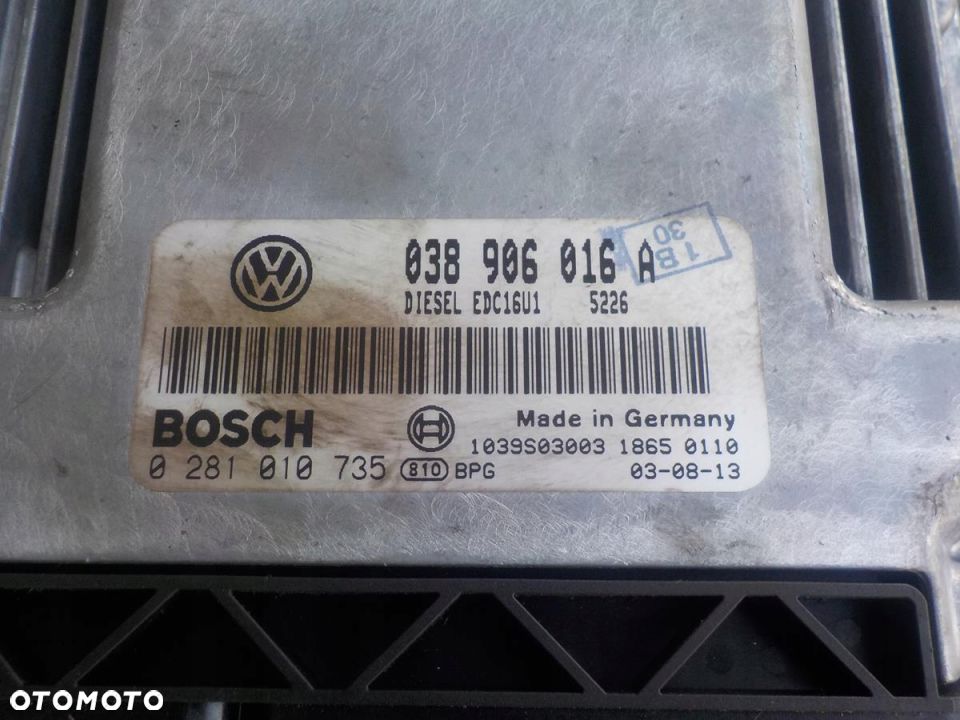 038 906 016 A
1B
30
DIESEL EDC16U1 5226
BOSCH
Made in Germany
1039S03003 1865 0110
0 281 010 735 810 BPG 03-08-13
OTOMOTO